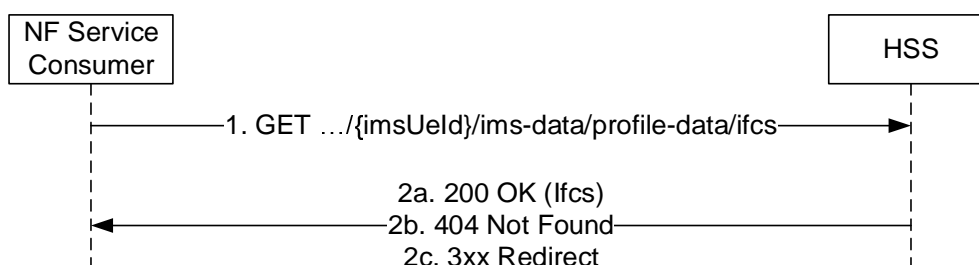 NF Service
Consumer
HSS
1. GET …/{imsUeId}/ims-data/profile-data/ifcs
2a. 200 OK (Ifcs)
2b. 404 Not Found
2c. 3xx Redirect